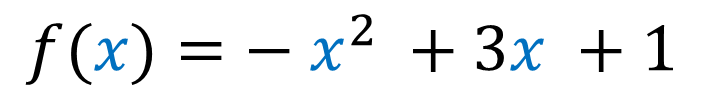 f(x) = − x² + 3x + 1